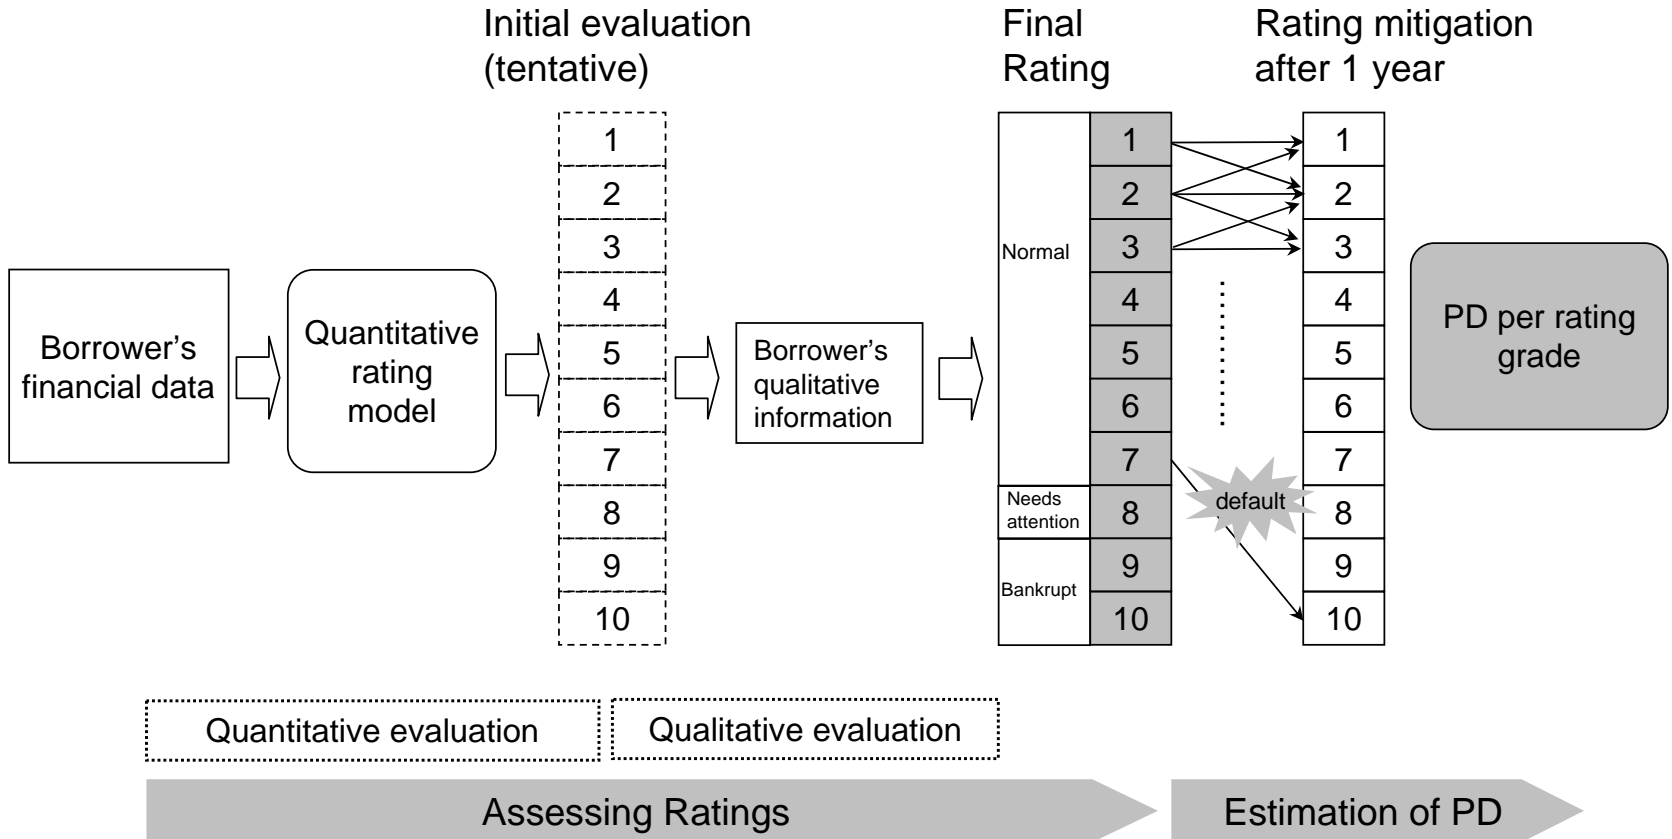 Initial evaluation
(tentative)
Final
Rating
Rating mitigation
after 1 year
Borrower's
financial data
Quantitative
rating
model
1
2
3
4
5
6
7
8
9
10
Borrower's
qualitative
information
Normal
Needs
attention
Bankrupt
1
2
3
4
5
6
7
8
9
10
default
1
2
3
4
5
6
7
8
9
10
PD per rating
grade
Quantitative evaluation
Qualitative evaluation
Assessing Ratings
Estimation of PD